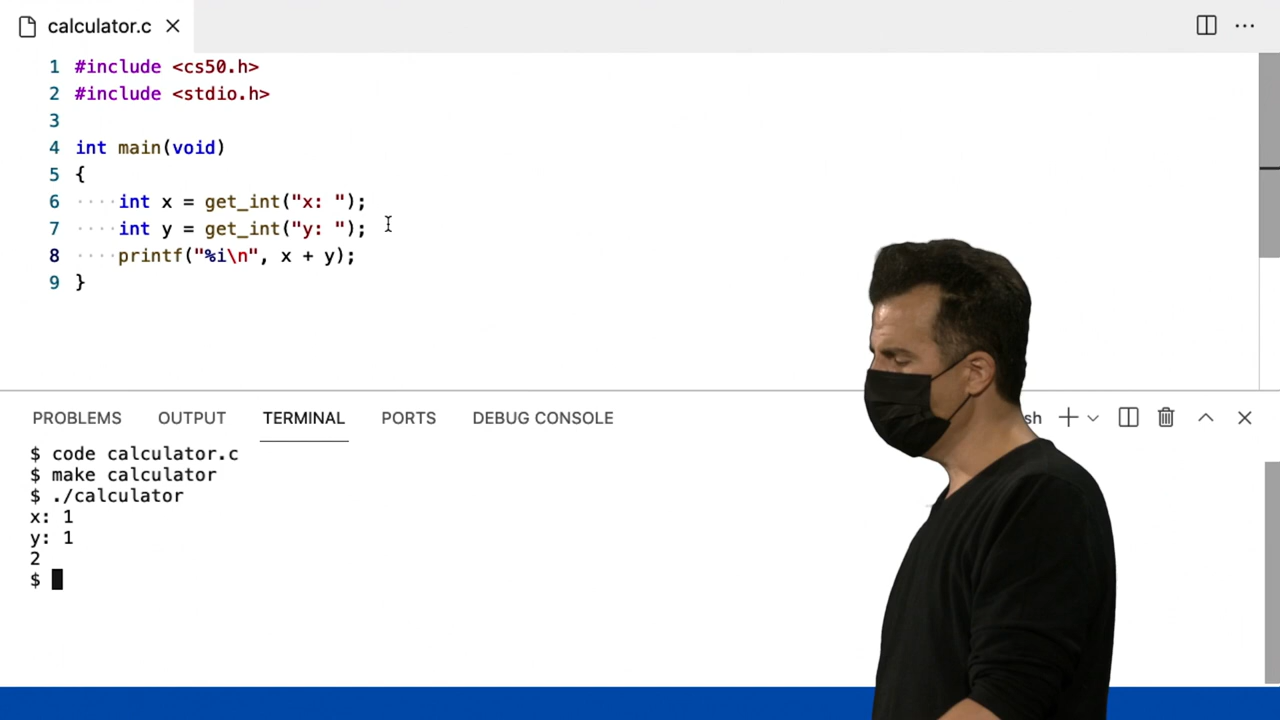 calculator.c
1 #include <cs50.h>
2 #include <stdio.h>
3
4 int main(void)
5 {
6 ····int x = get_int("x: ");
7 ····int y = get_int("y: ");
8 ····printf("%i\n", x + y);
9 }
PROBLEMS OUTPUT TERMINAL PORTS DEBUG CONSOLE
$ code calculator.c
$ make calculator
$ ./calculator
x: 1
y: 1
2
$